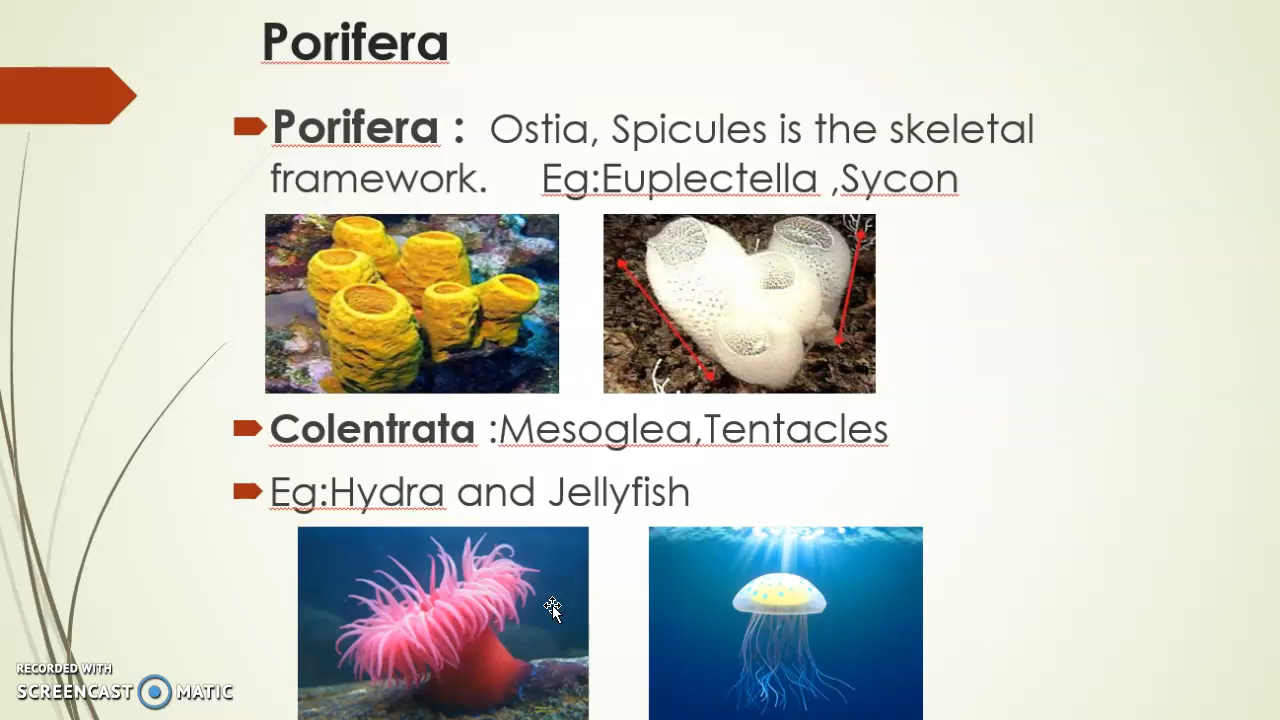 Porifera
Porifera : Ostia, Spicules is the skeletal
framework. Eg:Euplectella ,Sycon
Colentrata :Mesoglea,Tentacles
Eg:Hydra and Jellyfish
RECORDED WITH
SCREENCAST MATIC